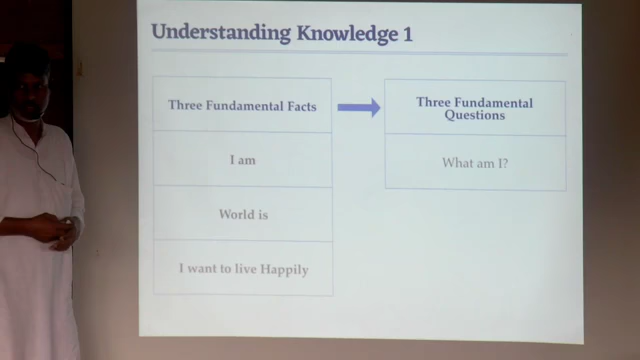 Understanding Knowledge 1
Three Fundamental Facts
I am
World is
I want to live Happily
Three Fundamental
Questions
What am I?